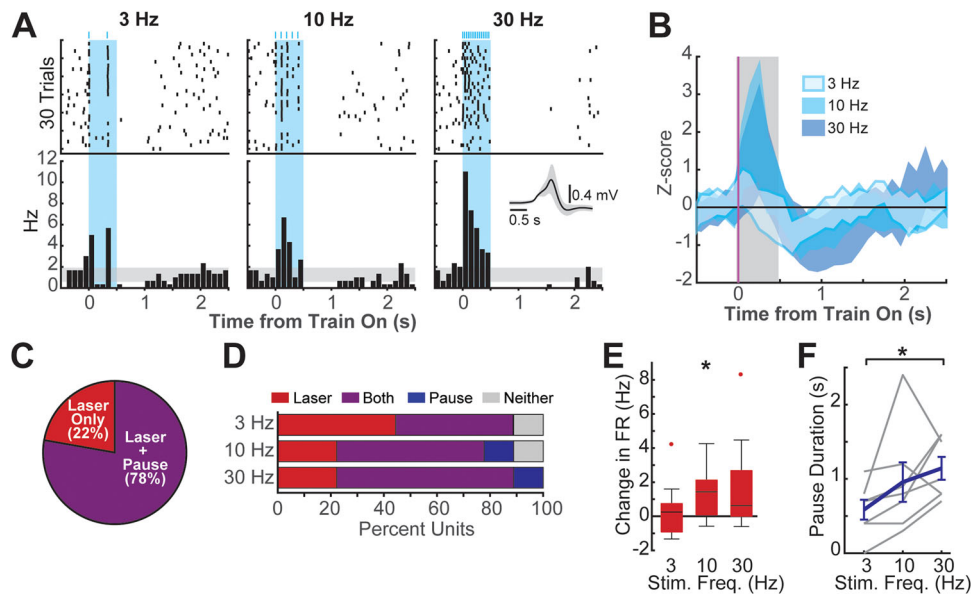 A
3 Hz
10 Hz
30 Hz
30 Trials
12
10
8
6
4
2
0
Hz
0.4 mV
0.5 s
0 1 2
0 1 2
0 1 2
Time from Train On (s)
B
4
3
2
1
0
-1
-2
Z-score
3 Hz
10 Hz
30 Hz
0 1 2
Time from Train On (s)
C
Laser
Only
(22%)
Laser
+
Pause
(78%)
D
Laser Both Pause Neither
3 Hz
10 Hz
30 Hz
0 20 40 60 80 100
Percent Units
E
*
8
6
4
2
0
-2
Change in FR (Hz)
3 10 30
Stim. Freq. (Hz)
F
*
3
2
1
0
Pause Duration (s)
3 10 30
Stim. Freq. (Hz)